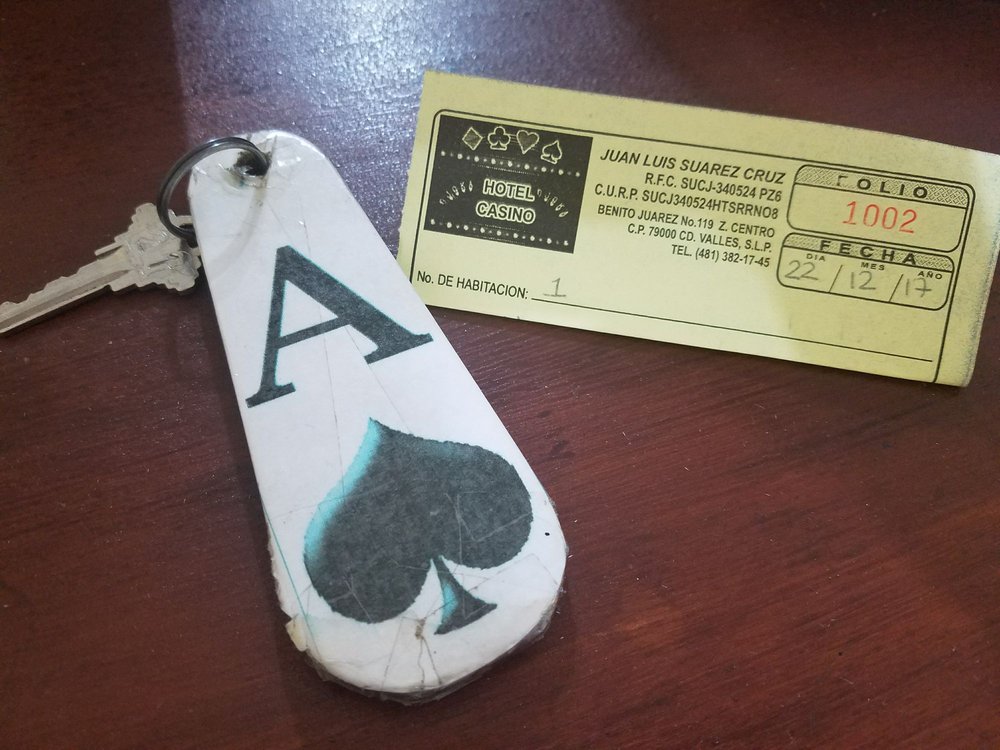 A
HOTEL
CASINO
JUAN LUIS SUAREZ CRUZ
R.F.C. SUCJ-340524 PZ6
C.U.R.P. SUCJ340524HTSRRNO8
BENITO JUAREZ No.119 Z. CENTRO
C.P. 79000 CD. VALLES, S.L.P.
TEL. (481) 382-17-45
FOLIO
1002
FECHA
DIA MES AÑO
22 / 12 / 17
No. DE HABITACION: 1